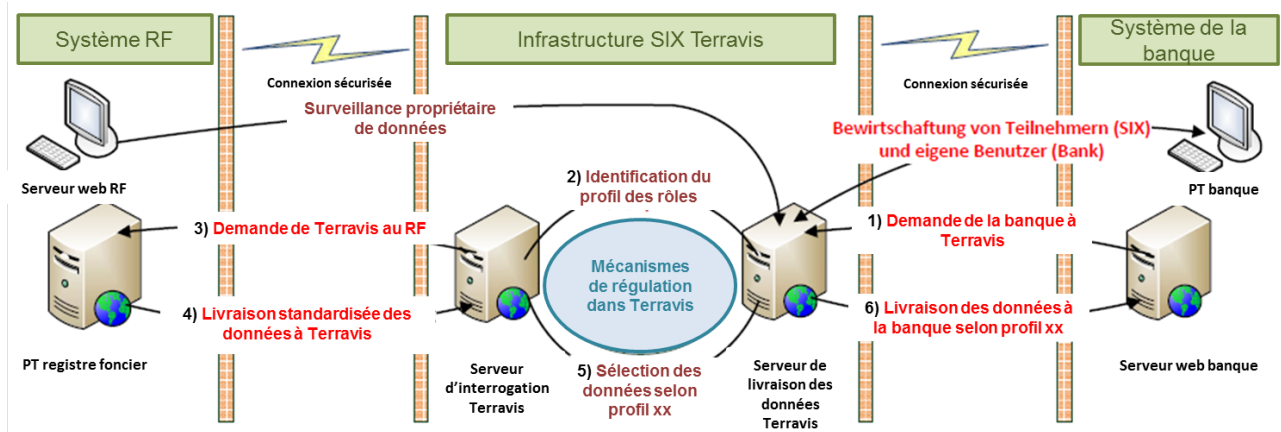 Système RF
Infrastructure SIX Terravis
Système de la
banque
Connexion sécurisée
Connexion sécurisée
Surveillance propriétaire
de données
Bewirtschaftung von Teilnehmern (SIX)
und eigene Benutzer (Bank)
Serveur web RF
PT banque
2) Identification du
profil des rôles
3) Demande de Terravis au RF
1) Demande de la banque à
Terravis
Mécanismes
de régulation
dans Terravis
4) Livraison standardisée des
données à Terravis
6) Livraison des données à
la banque selon profil xx
PT registre foncier
Serveur
d'interrogation
Terravis
5) Sélection des
données selon
profil xx
Serveur de
livraison des
données
Terravis
Serveur web banque